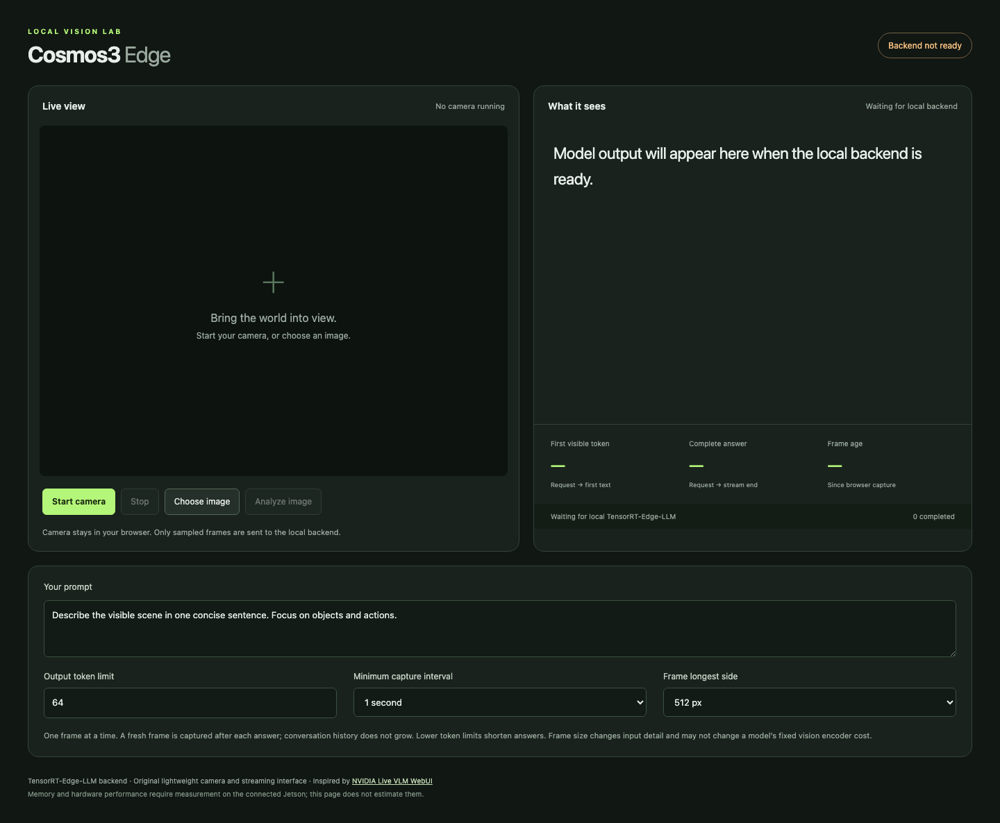 LOCAL VISION LAB
Cosmos3 Edge
Backend not ready
Live view
No camera running
Bring the world into view.
Start your camera, or choose an image.
Start camera
Stop
Choose image
Analyze image
Camera stays in your browser. Only sampled frames are sent to the local backend.
What it sees
Waiting for local backend
Model output will appear here when the local backend is
ready.
First visible token
—
Request → first text
Complete answer
—
Request → stream end
Frame age
—
Since browser capture
Waiting for local TensorRT-Edge-LLM
0 completed
Your prompt
Describe the visible scene in one concise sentence. Focus on objects and actions.
Output token limit
64
Minimum capture interval
1 second
Frame longest side
512 px
One frame at a time. A fresh frame is captured after each answer; conversation history does not grow. Lower token limits shorten answers. Frame size changes input detail and may not change a model's fixed vision encoder cost.
TensorRT-Edge-LLM backend · Original lightweight camera and streaming interface · Inspired by NVIDIA Live VLM WebUI
Memory and hardware performance require measurement on the connected Jetson; this page does not estimate them.